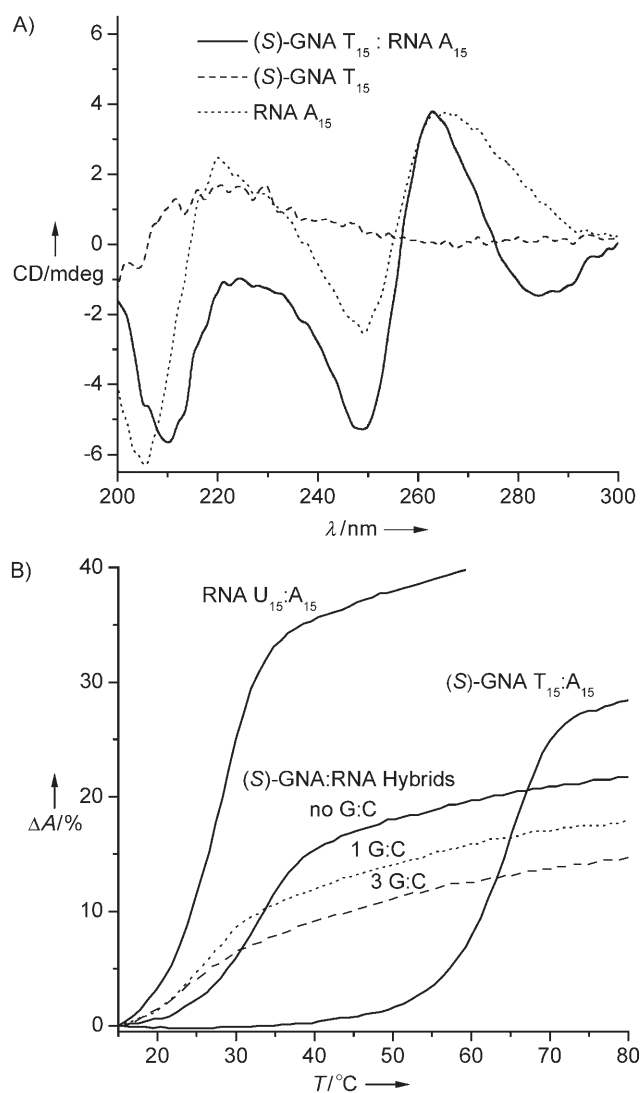 A)
6
4
2
0
-2
-4
-6
CD/mdeg
(S)-GNA T15 : RNA A15
(S)-GNA T15
RNA A15
200 220 240 260 280 300
λ/nm
B)
40
30
20
10
0
ΔA/%
RNA U15:A15
(S)-GNA T15:A15
(S)-GNA:RNA Hybrids
no G:C
1 G:C
3 G:C
20 30 40 50 60 70 80
T/°C